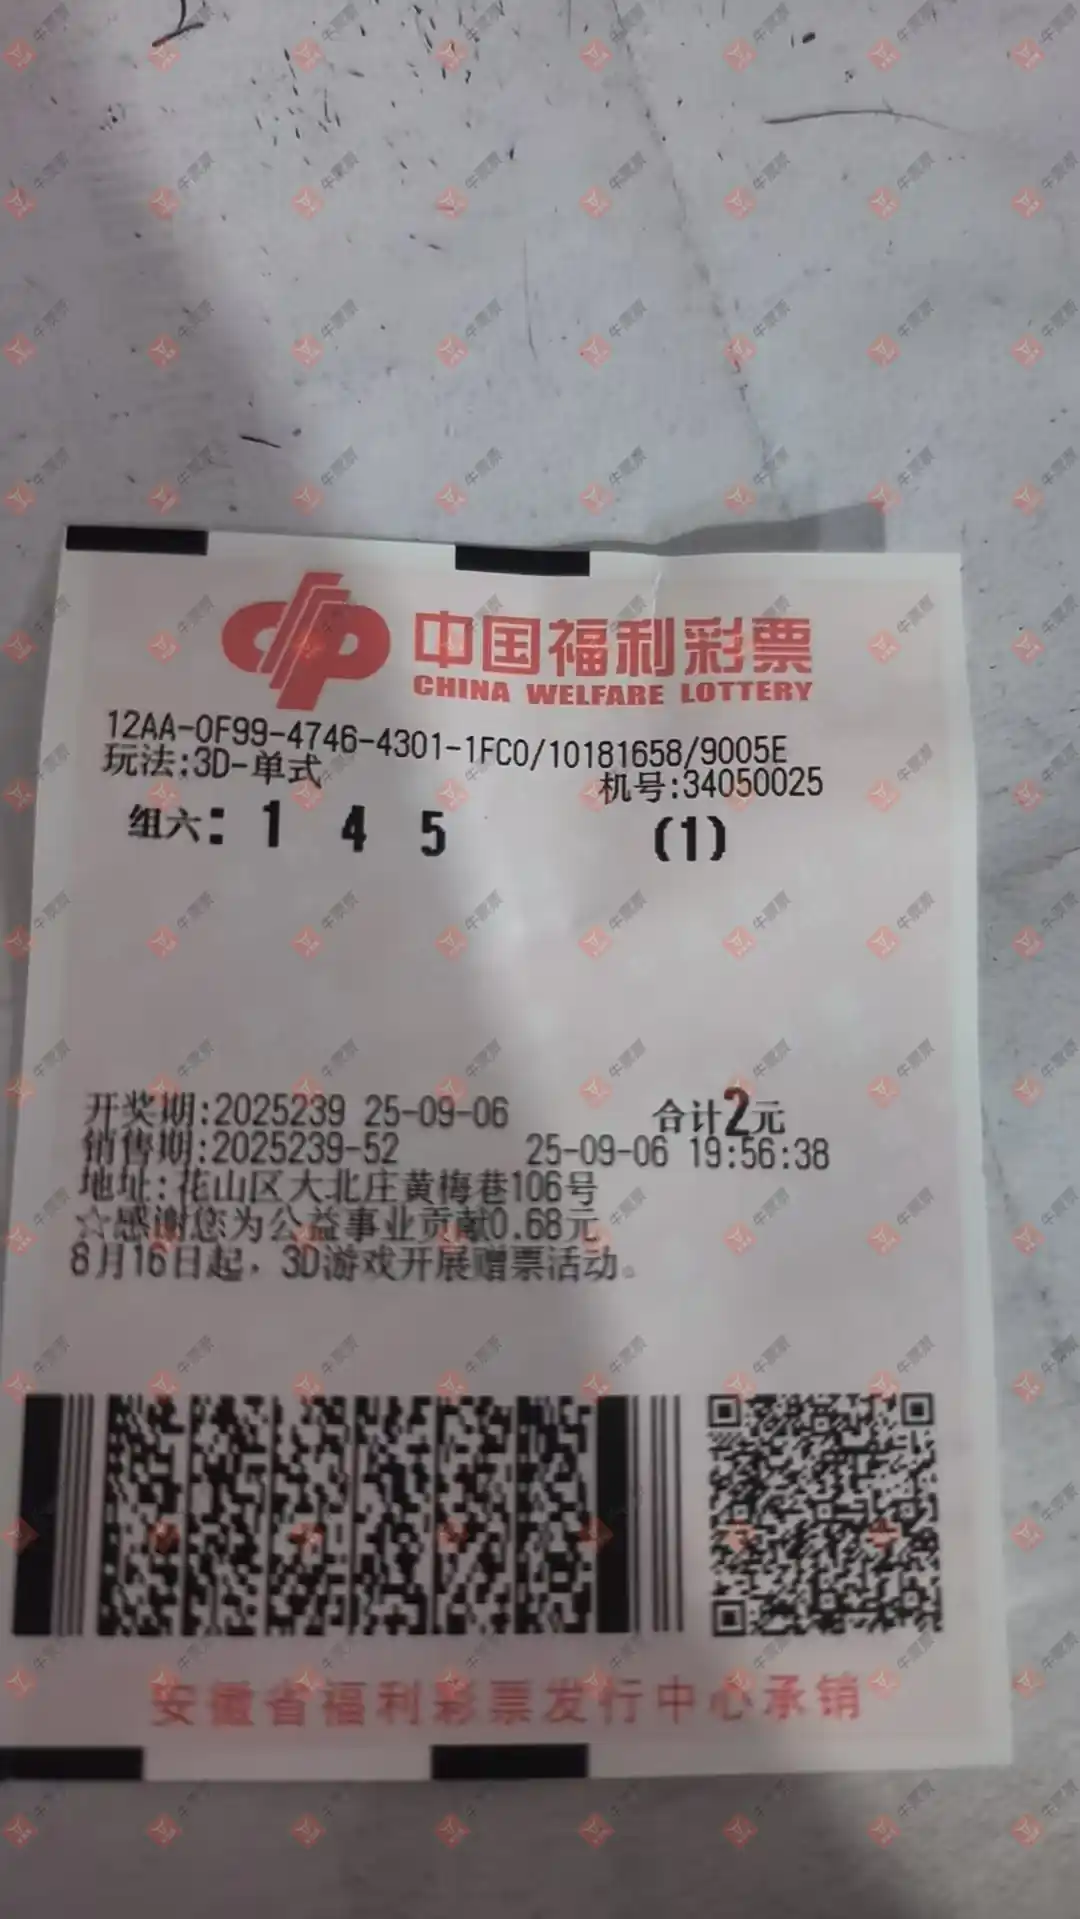 中国福利彩票
CHINA WELFARE LOTTERY
12AA-0F99-4746-4301-1FC0/10181658/9005E
玩法:3D-单式
机号:34050025
组六: 1 4 5 (1)
开奖期:2025239 25-09-06 合计2元
销售期:2025239-52 25-09-06 19:56:38
地址:花山区大北庄黄梅巷106号
☆感谢您为公益事业贡献0.68元
8月16日起，3D游戏开展赠票活动。
安徽省福利彩票发行中心承销